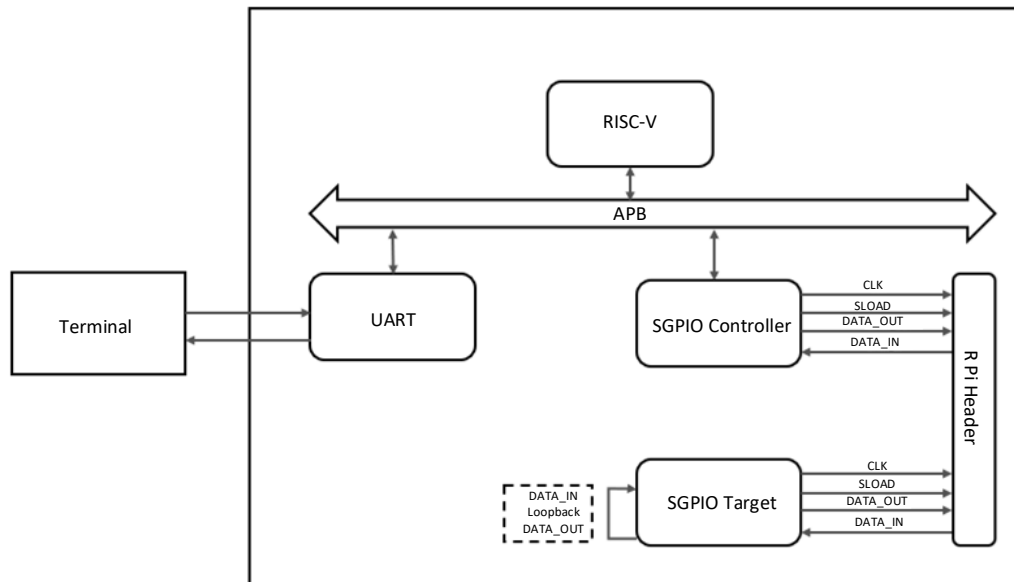 RISC-V
APB
Terminal
UART
SGPIO Controller
CLK
SLOAD
DATA_OUT
DATA_IN
R Pi Header
DATA_IN
Loopback
DATA_OUT
SGPIO Target
CLK
SLOAD
DATA_OUT
DATA_IN